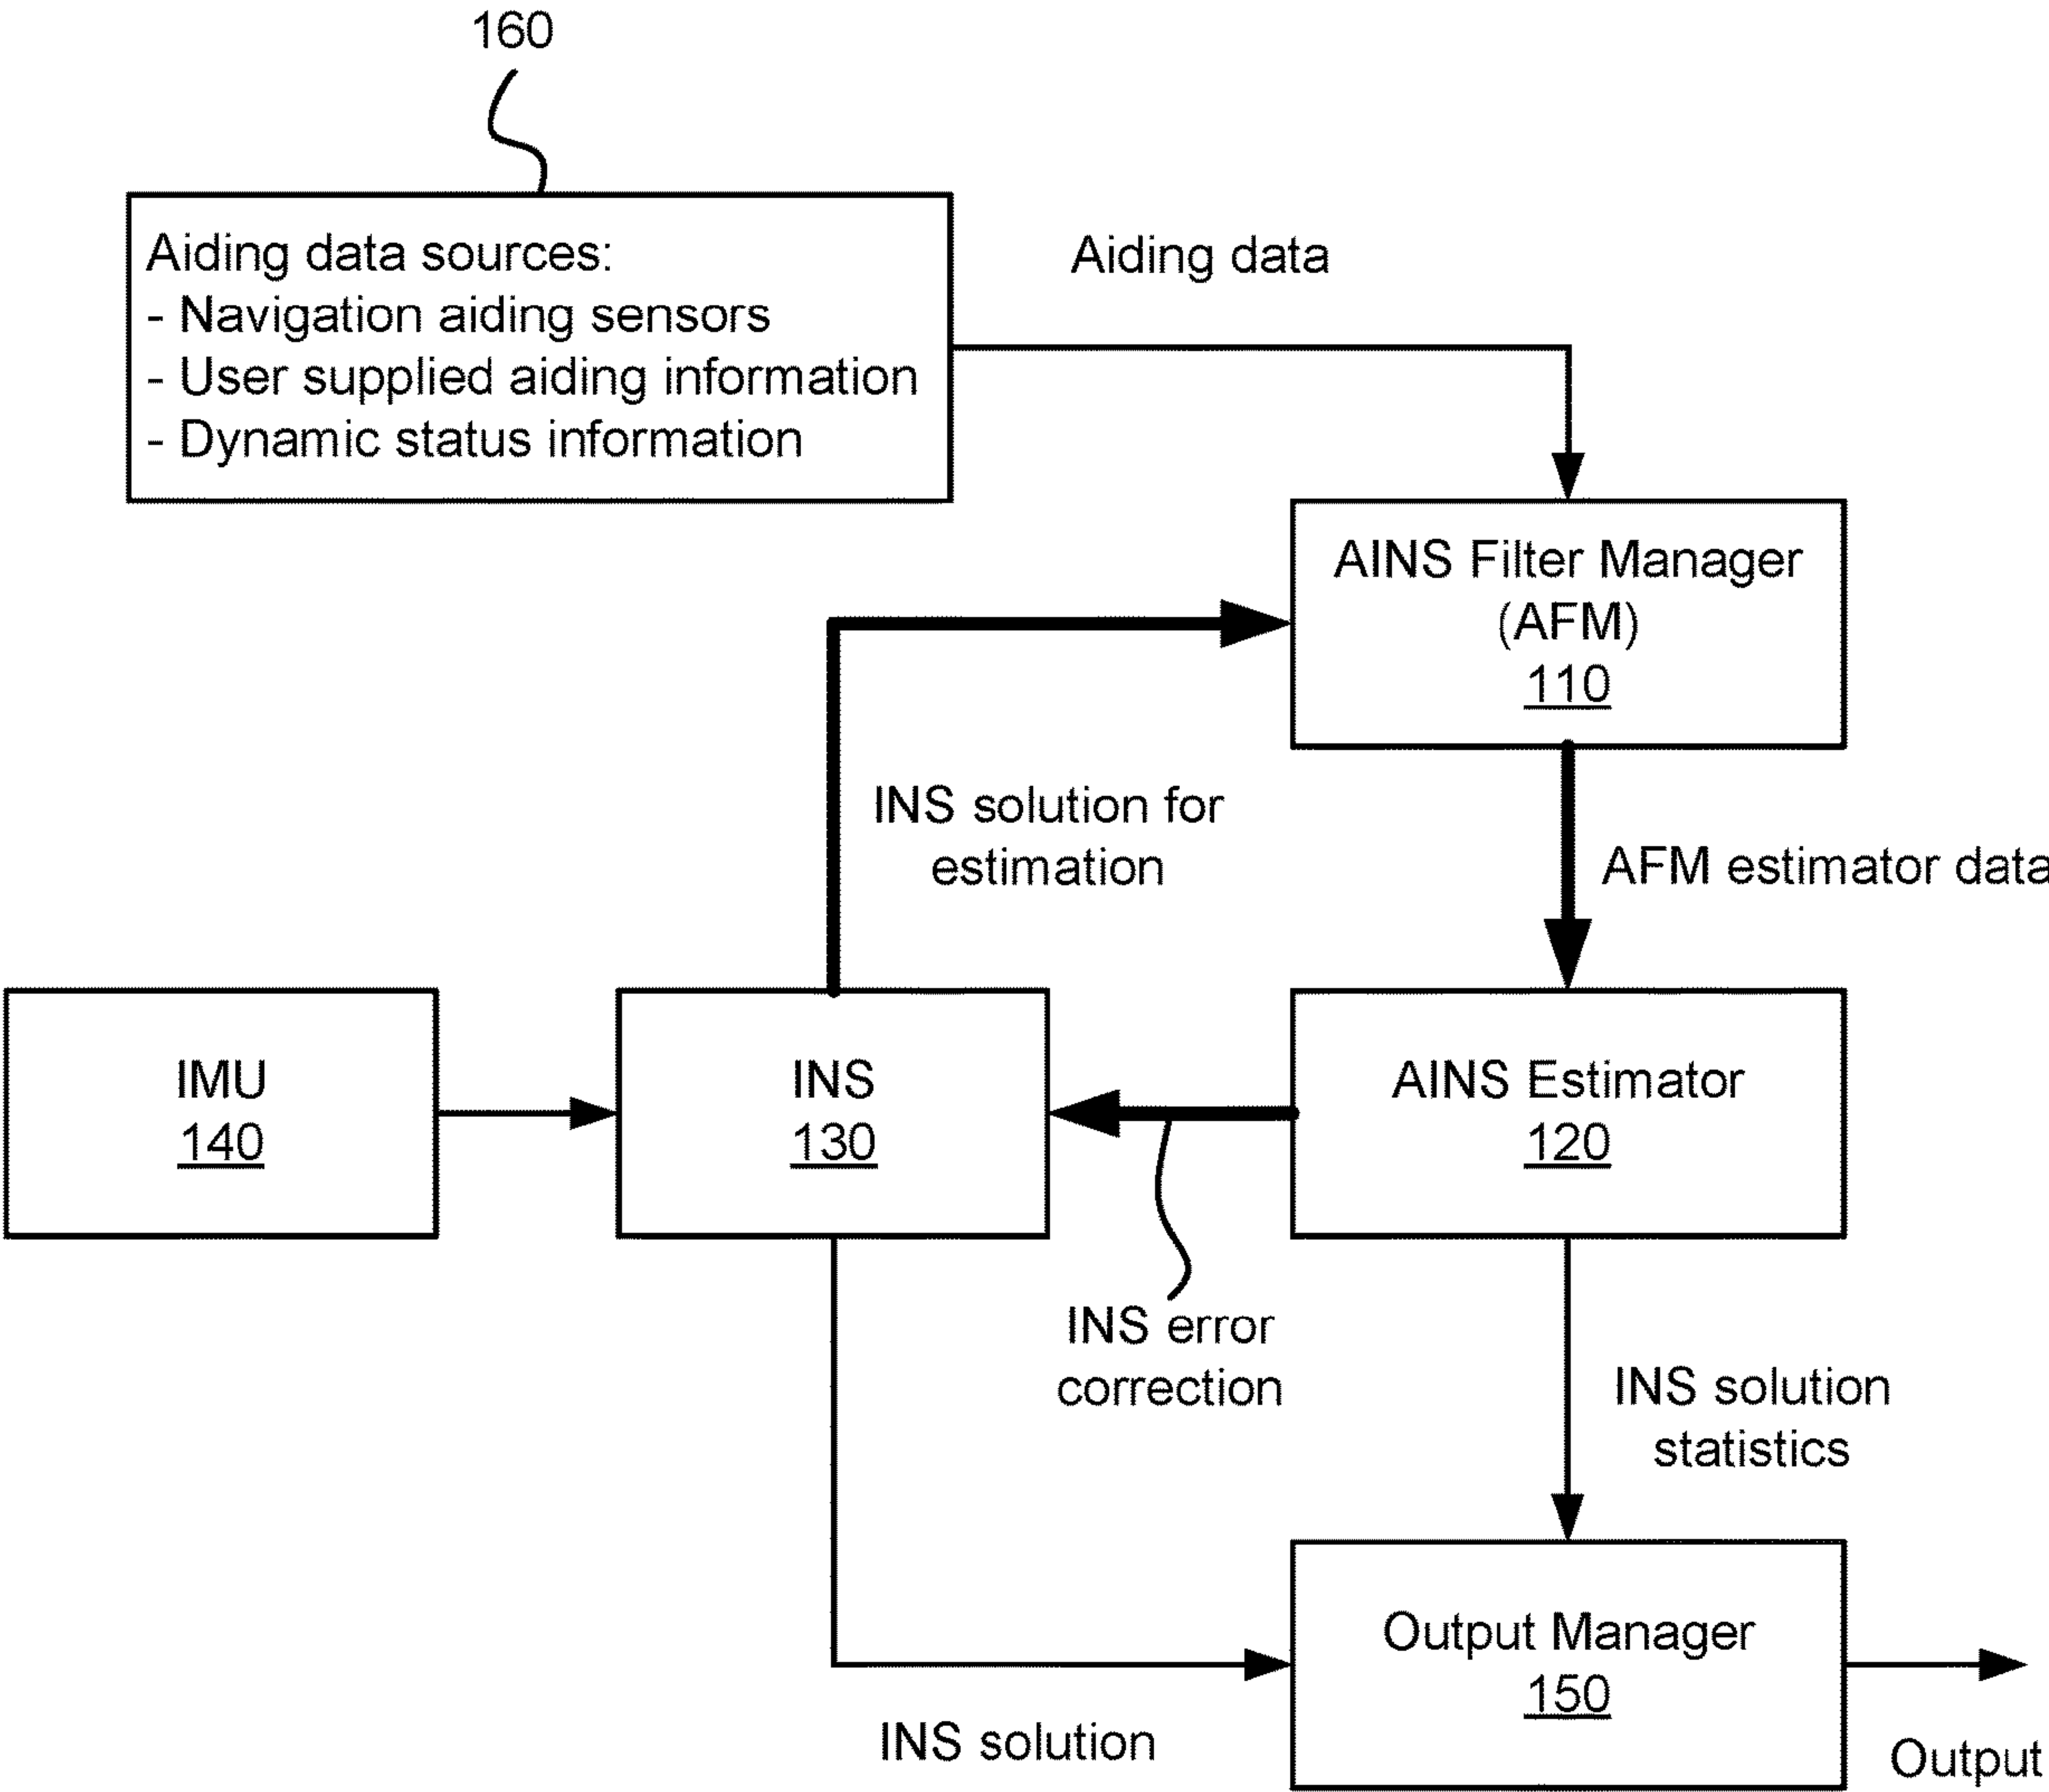 160
Aiding data sources:
- Navigation aiding sensors
- User supplied aiding information
- Dynamic status information
Aiding data
AINS Filter Manager
(AFM)
110
INS solution for
estimation
AFM estimator data
IMU
140
INS
130
AINS Estimator
120
INS error
correction
INS solution
statistics
Output Manager
150
INS solution
Output